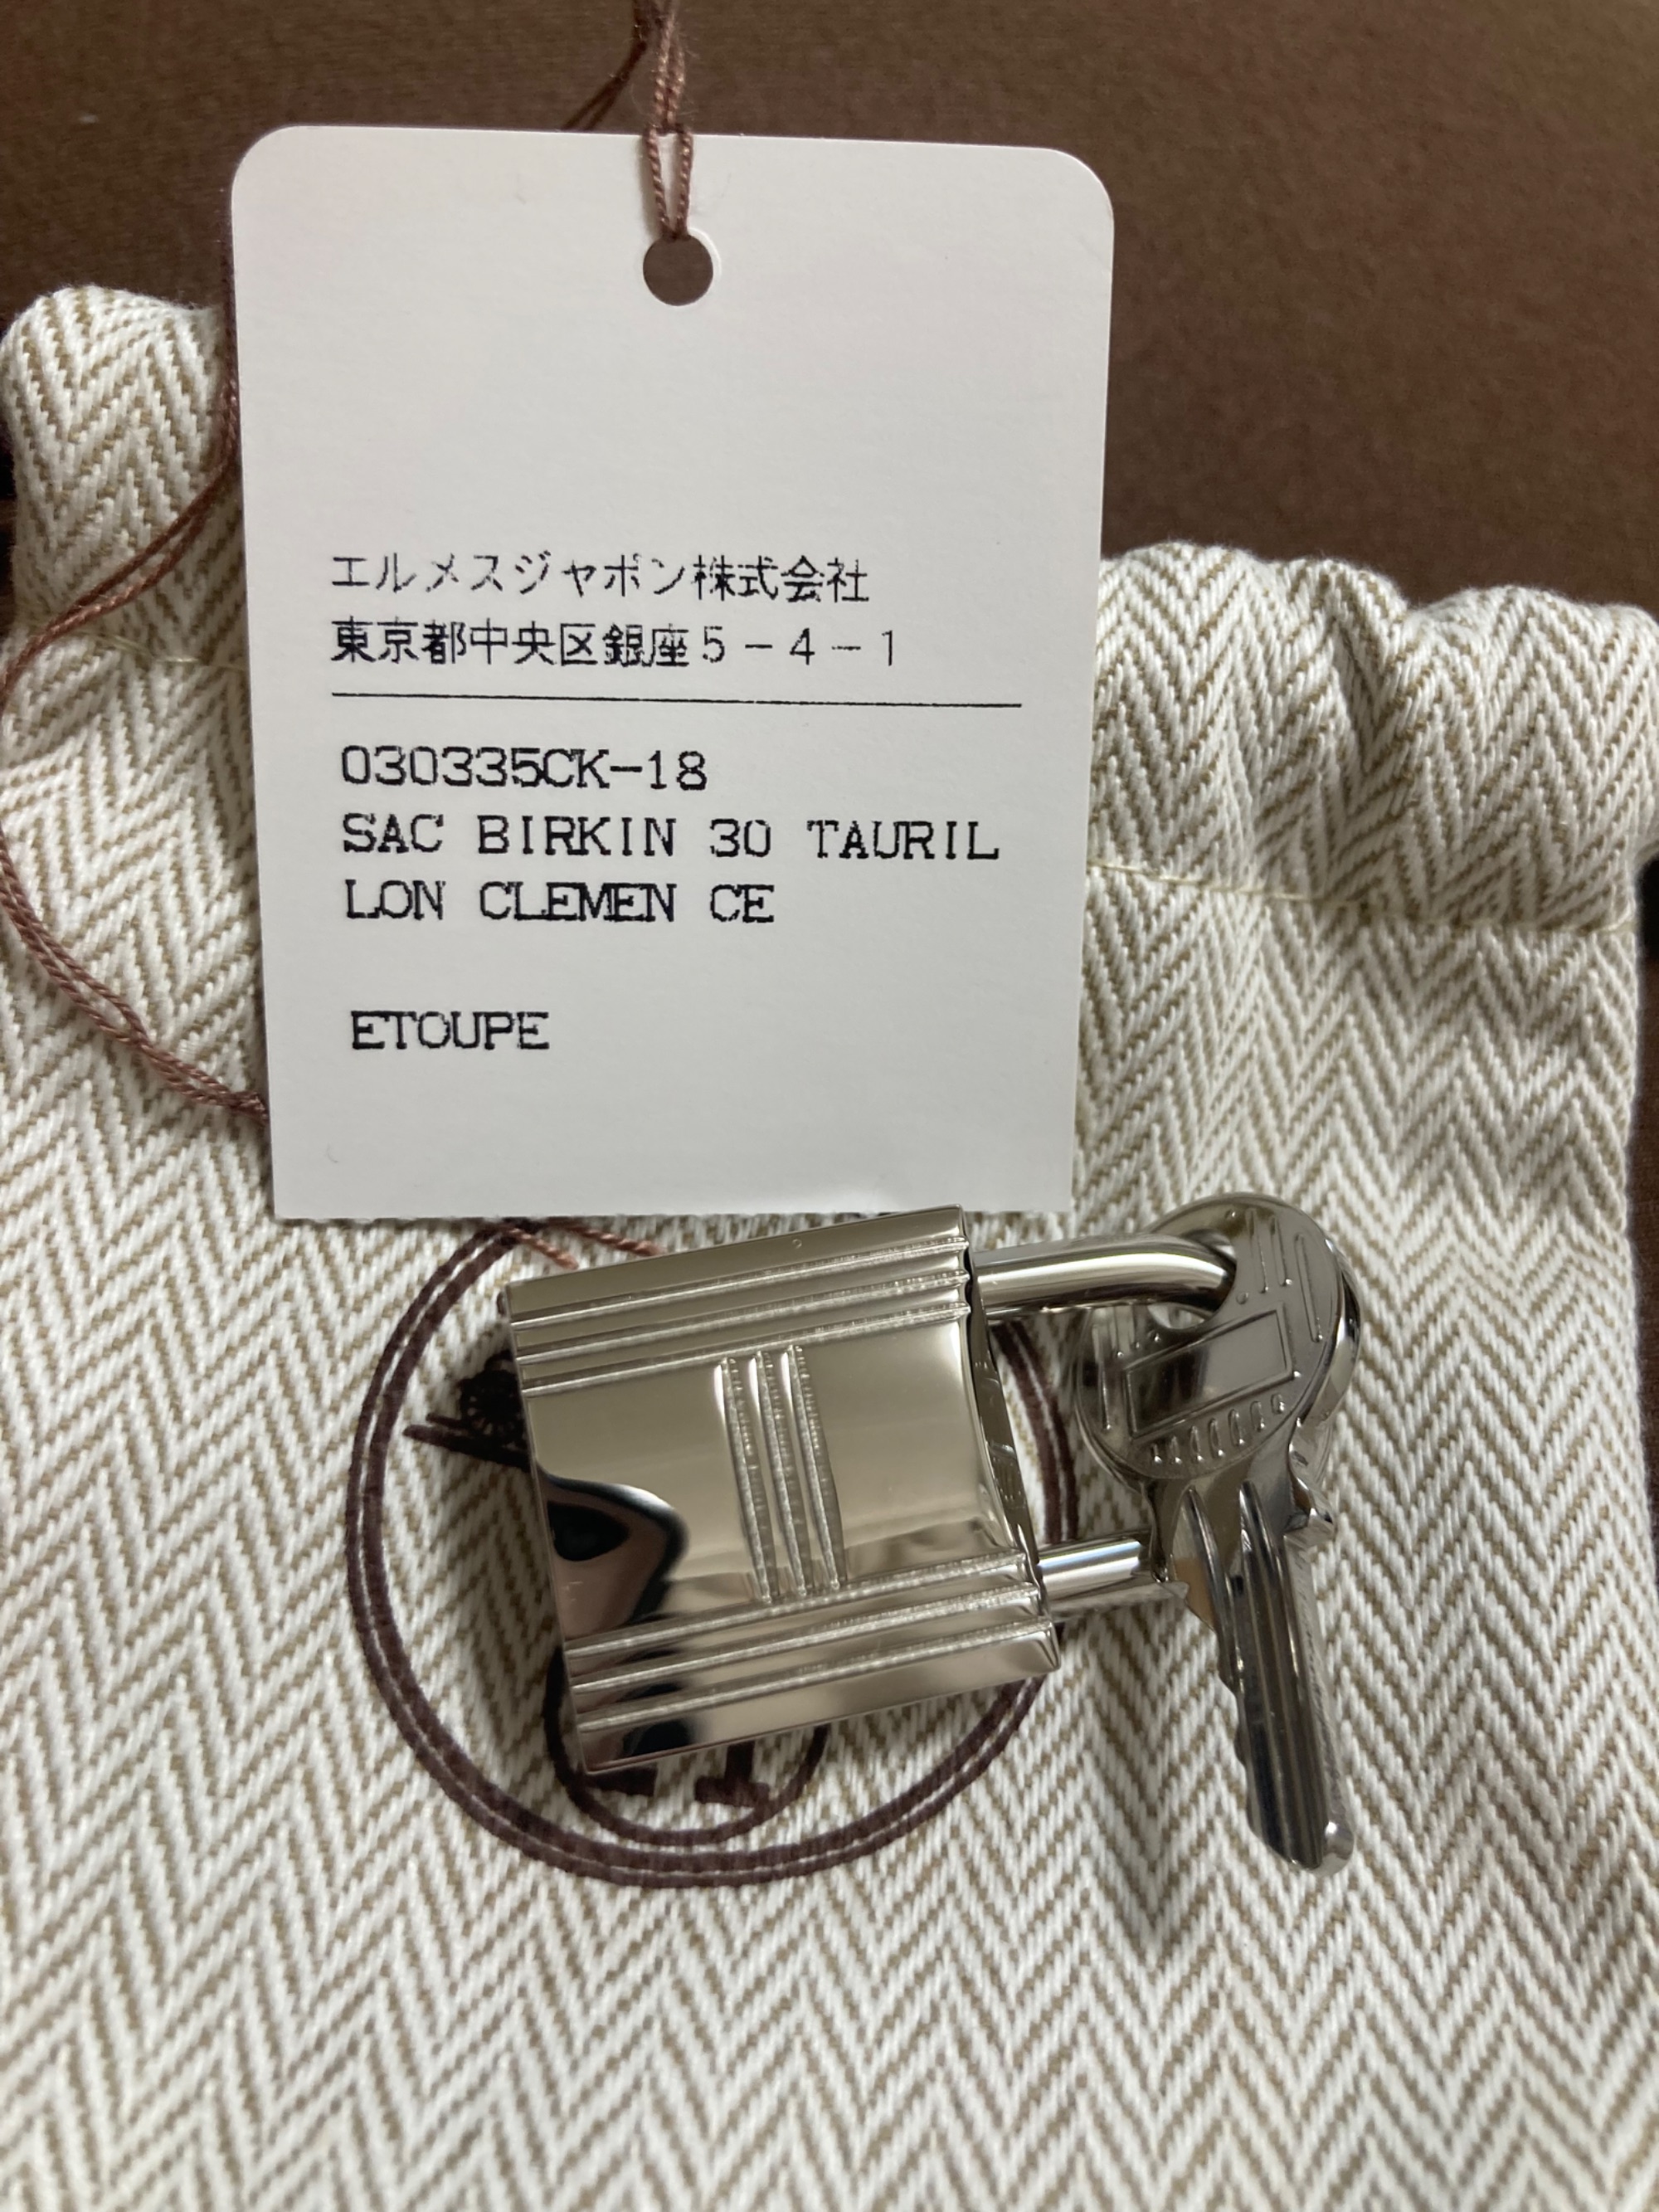 エルメスジャポン株式会社
東京都中央区銀座5-4-1
030335CK-18
SAC BIRKIN 30 TAURIL
LON CLEMEN CE
ETOUPE